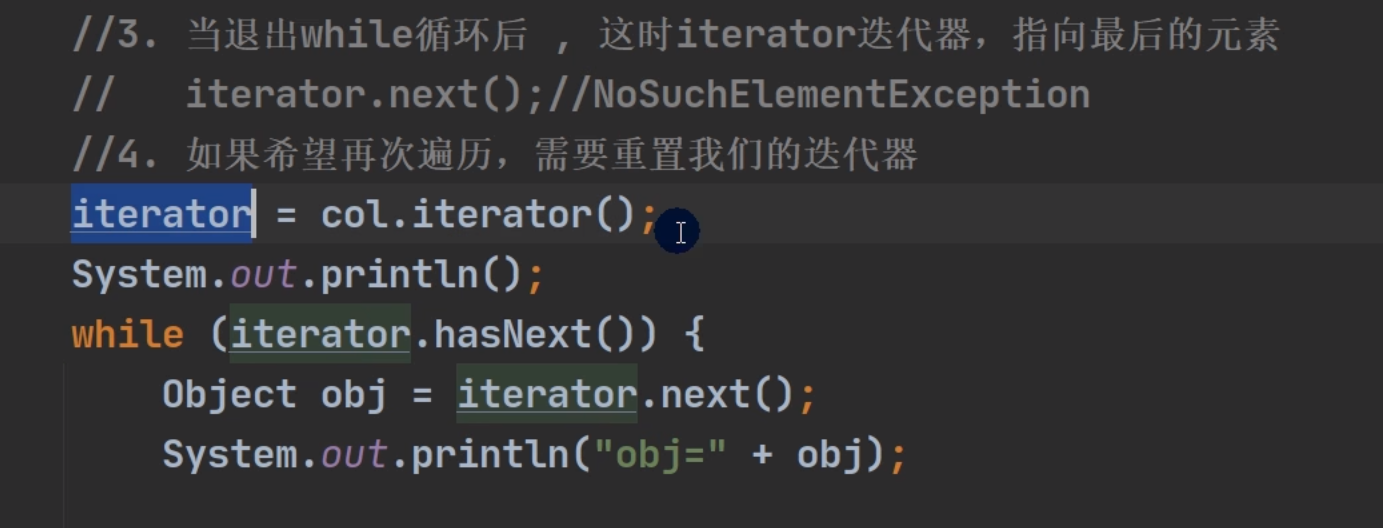 //3. 当退出while循环后 , 这时iterator迭代器，指向最后的元素
//   iterator.next();//NoSuchElementException
//4. 如果希望再次遍历，需要重置我们的迭代器
iterator = col.iterator();
System.out.println();
while (iterator.hasNext()) {
    Object obj = iterator.next();
    System.out.println("obj=" + obj);